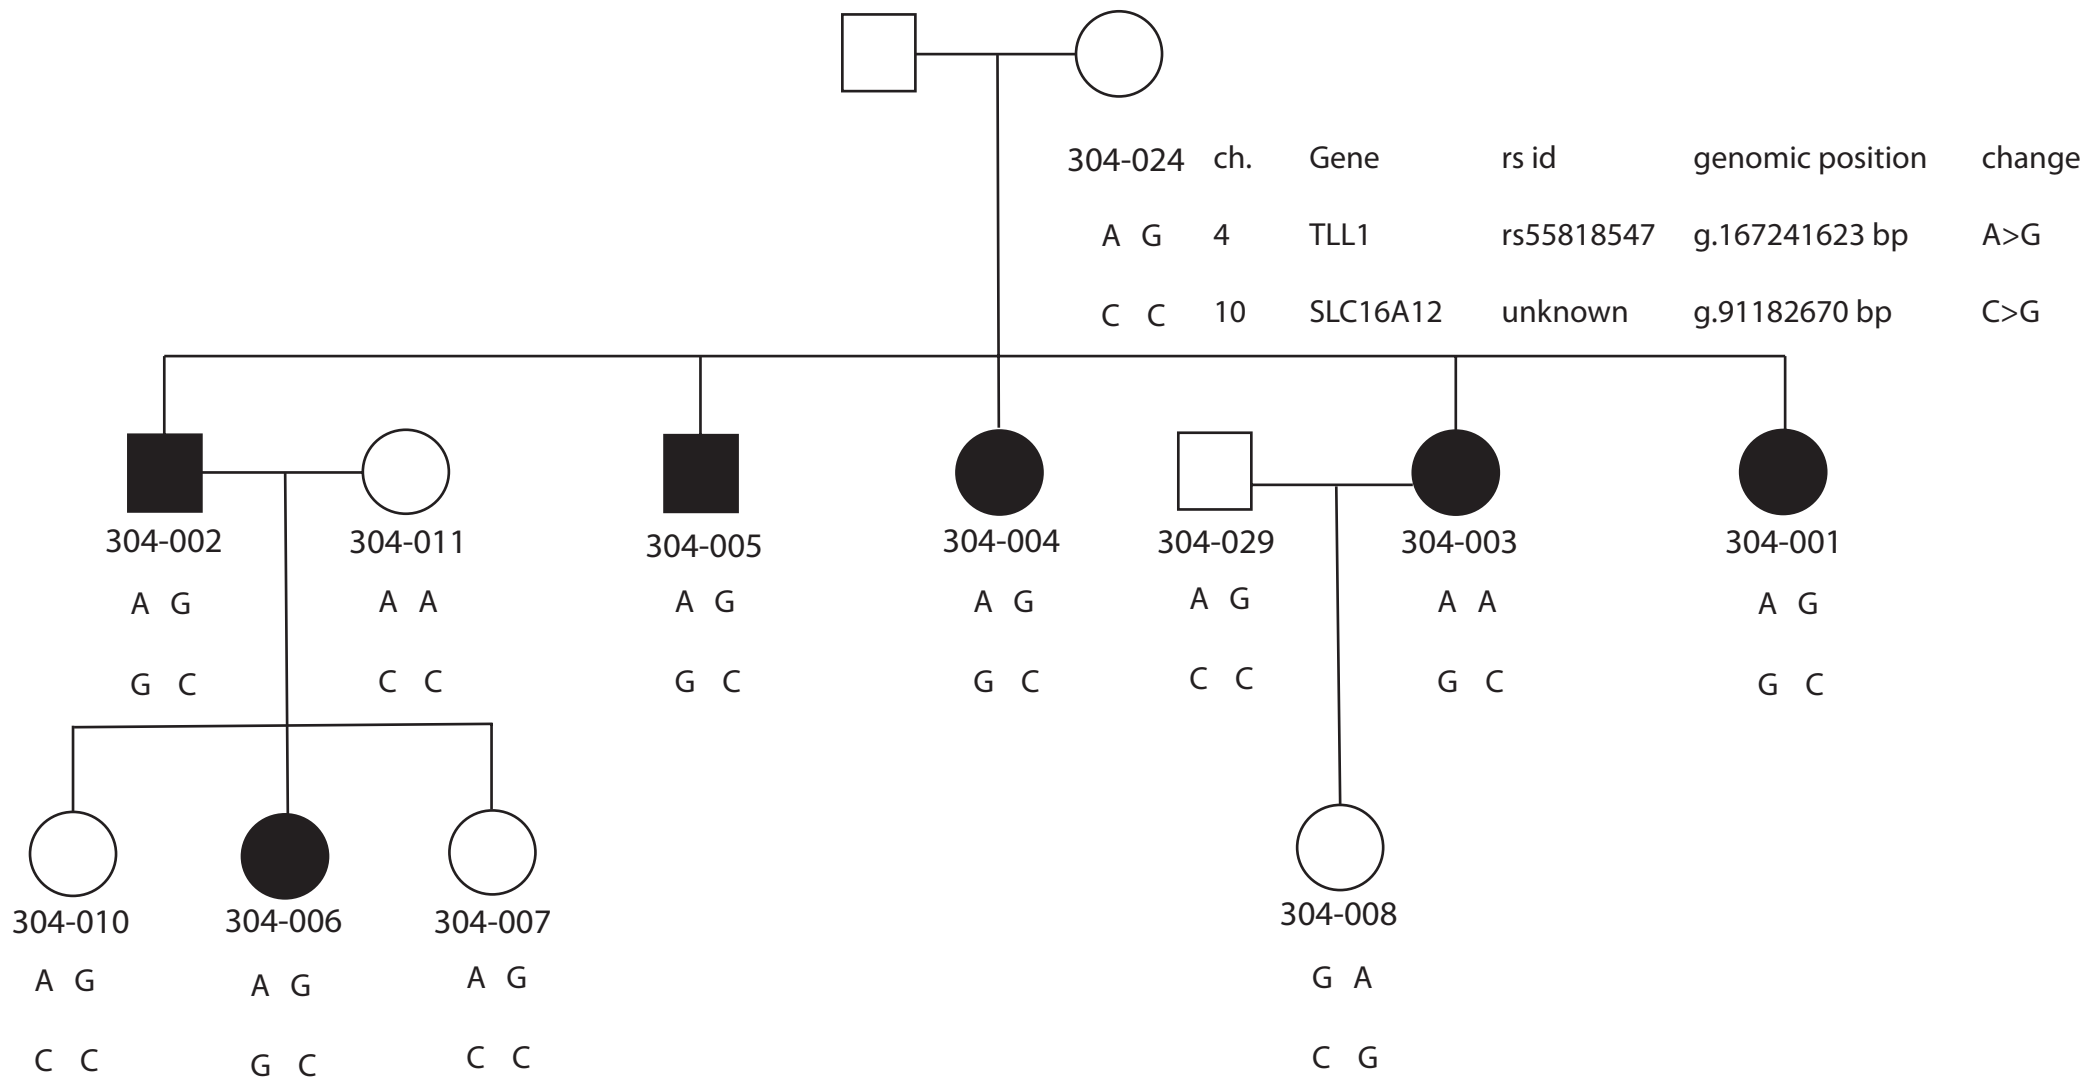 304-024 ch. Gene rs id genomic position change
A G 4 TLL1 rs55818547 g.167241623 bp A>G
C C 10 SLC16A12 unknown g.91182670 bp C>G
304-002 304-011 304-005 304-004 304-029 304-003 304-001
A G A A A G A G A G A A A G
G C C C G C G C C C G C G C
304-010 304-006 304-007 304-008
A G A G A G G A
C C G C C C C G